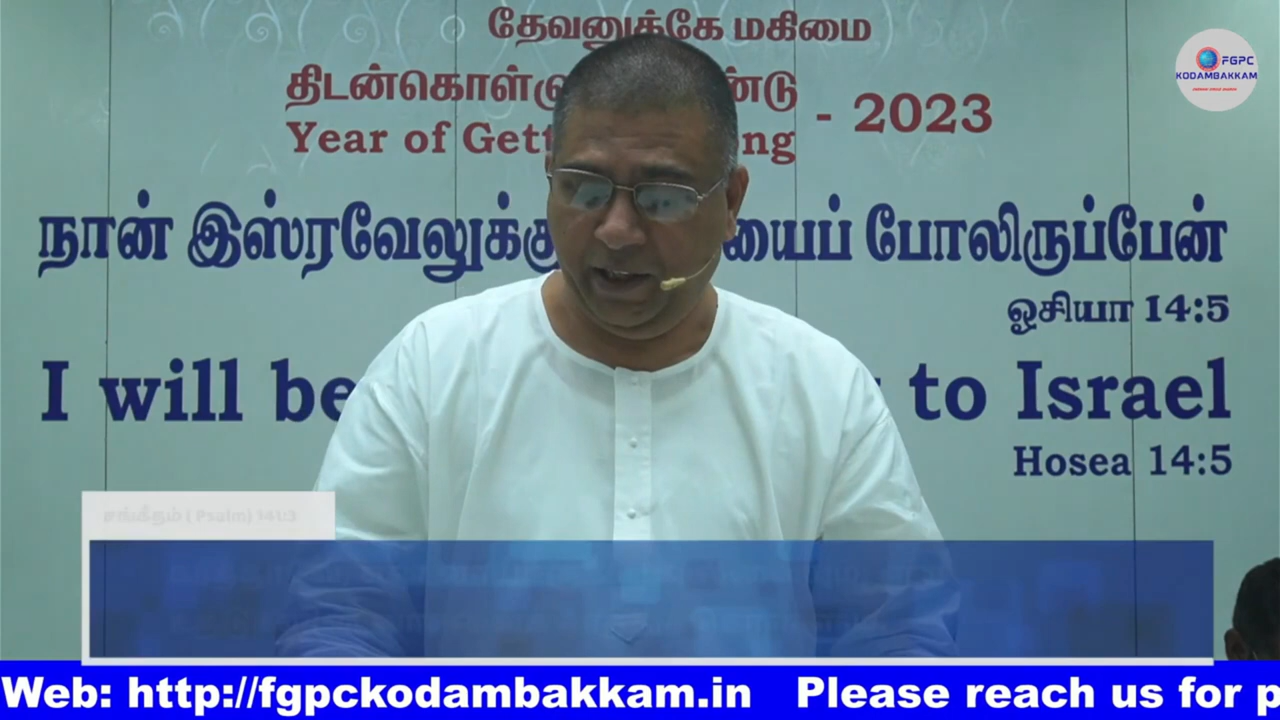 தேவனுக்கே மகிமை
திடன்கொள்ளு ண்டு - 2023
Year of Gett ng
நான் இஸ்ரவேலுக்கு யைப் போலிருப்பேன்
ஓசியா 14:5
I will be to Israel
Hosea 14:5
FGPC
KODAMBAKKAM
சங்கீதம் ( Psalm) 141:3
Web: http://fgpckodambakkam.in Please reach us for p